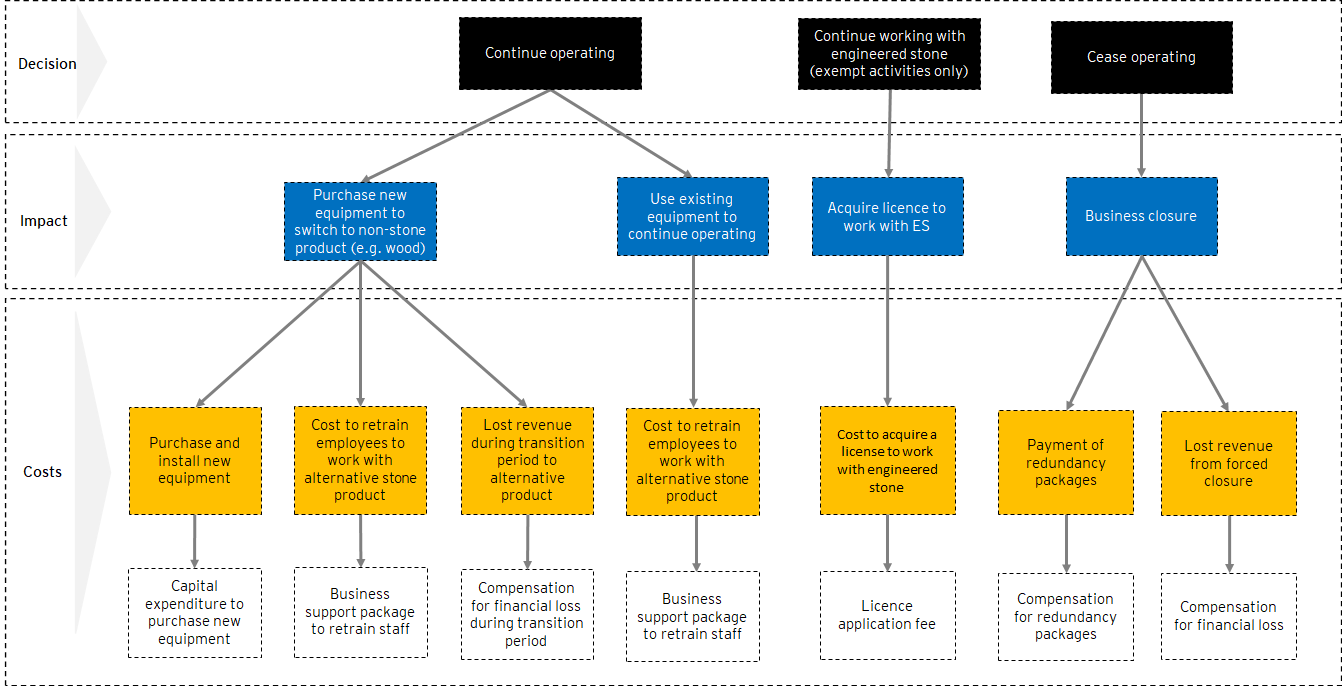 Decision
Continue operating
Continue working with
engineered stone
(exempt activities only)
Cease operating
Impact
Purchase new
equipment to
switch to non-stone
product (e.g. wood)
Use existing
equipment to
continue operating
Acquire licence to
work with ES
Business closure
Costs
Purchase and
install new
equipment
Cost to retrain
employees to
work with
alternative stone
product
Lost revenue
during transition
period to
alternative
product
Cost to retrain
employees to
work with
alternative stone
product
Cost to acquire a
license to work
with engineered
stone
Payment of
redundancy
packages
Lost revenue
from forced
closure
Capital
expenditure to
purchase new
equipment
Business
support package
to retrain staff
Compensation
for financial loss
during transition
period
Business
support package
to retrain staff
Licence
application fee
Compensation
for redundancy
packages
Compensation
for financial loss